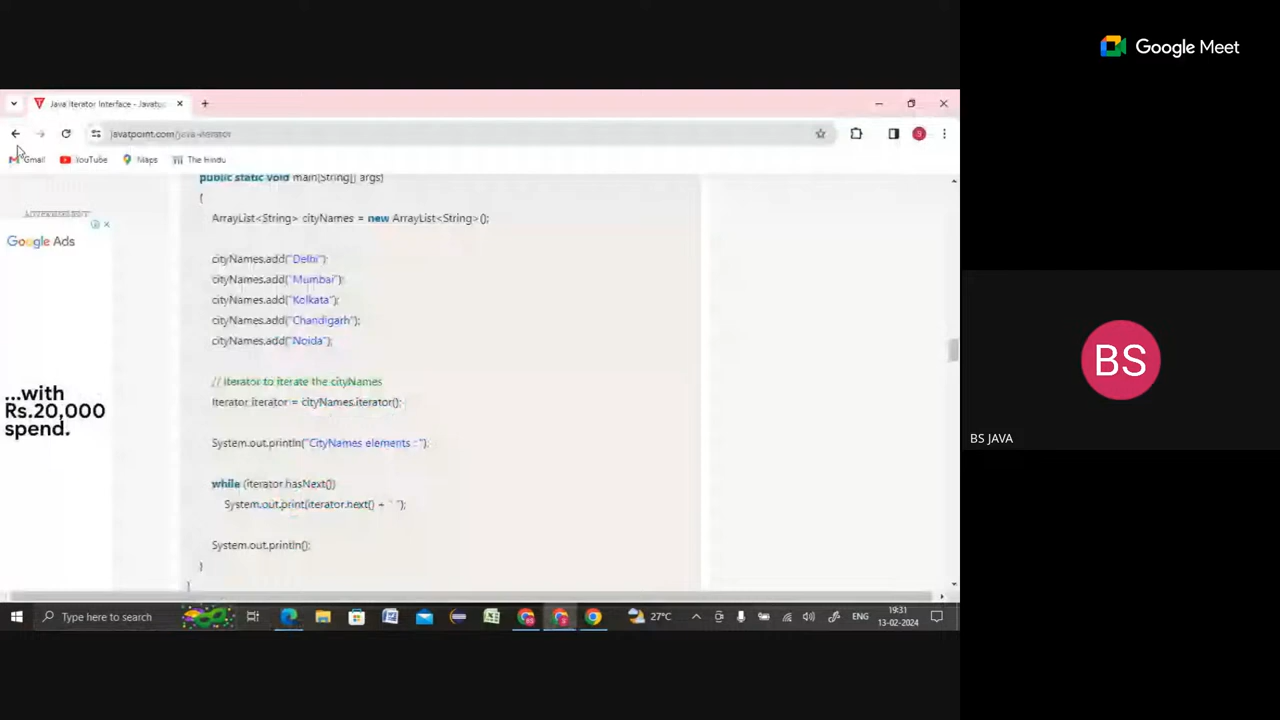 Google Meet
Java Iterator Interface - Javatp
javatpoint.com/java-iterator
Gmail
YouTube
Maps
The Hindu
public static void main(String[] args)
{
ADVERTISEMENT
ArrayList<String> cityNames = new ArrayList<String>();
Google Ads
cityNames.add("Delhi");
cityNames.add("Mumbai");
cityNames.add("Kolkata");
cityNames.add("Chandigarh");
cityNames.add("Noida");
// Iterator to iterate the cityNames
Iterator iterator = cityNames.iterator();
...with
Rs.20,000
spend.
System.out.println("CityNames elements : ");
while (iterator.hasNext())
System.out.print(iterator.next() + " ");
System.out.println();
}
}
BS
BS JAVA
Type here to search
27°C
ENG
19:31
13-02-2024